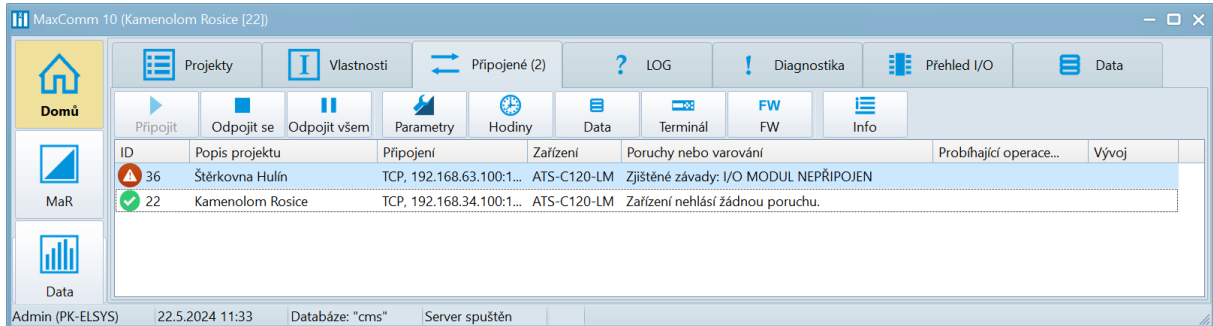 MaxComm 10 (Kamenolom Rosice [22])
Domů
MaR
Data
Projekty
Vlastnosti
Připojené (2)
LOG
Diagnostika
Přehled I/O
Data
Připojit
Odpojit se
Odpojit všem
Parametry
Hodiny
Data
Terminál
FW
FW
Info
ID Popis projektu Připojení Zařízení Poruchy nebo varování Probíhající operace... Vývoj
36 Štěrkovna Hulín TCP, 192.168.63.100:1... ATS-C120-LM Zjištěné závady: I/O MODUL NEPŘIPOJEN
22 Kamenolom Rosice TCP, 192.168.34.100:1... ATS-C120-LM Zařízení nehlásí žádnou poruchu.
Admin (PK-ELSYS) 22.5.2024 11:33 Databáze: "cms" Server spuštěn